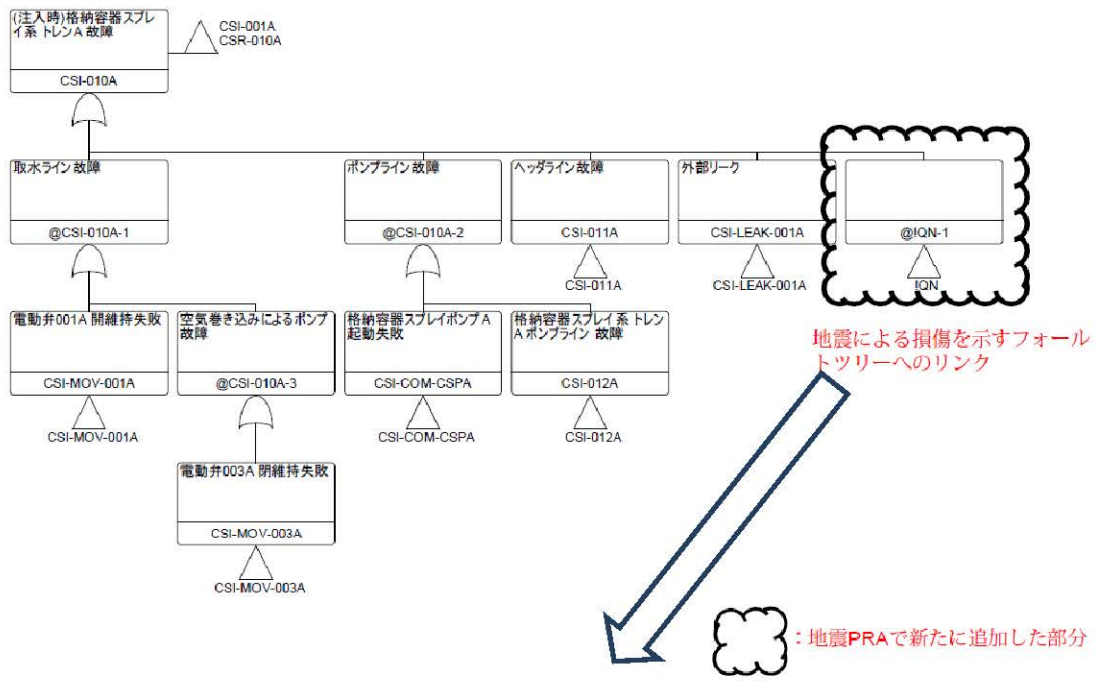 (注入時)格納容器スプレ
イ系 トレンA 故障
CSI-010A
CSI-001A
CSR-010A
取水ライン 故障
@CSI-010A-1
ポンプライン 故障
@CSI-010A-2
ヘッダライン故障
CSI-011A
CSI-011A
外部リーク
CSI-LEAK-001A
CSI-LEAK-001A
@!QN-1
!QN
電動弁001A 開維持失敗
CSI-MOV-001A
CSI-MOV-001A
空気巻き込みによるポンプ
故障
@CSI-010A-3
格納容器スプレイポンプ A
起動失敗
CSI-COM-CSPA
CSI-COM-CSPA
格納容器スプレイ系 トレン
A ポンプライン 故障
CSI-012A
CSI-012A
地震による損傷を示すフォール
トツリーへのリンク
電動弁003A 閉維持失敗
CSI-MOV-003A
CSI-MOV-003A
：地震PRAで新たに追加した部分